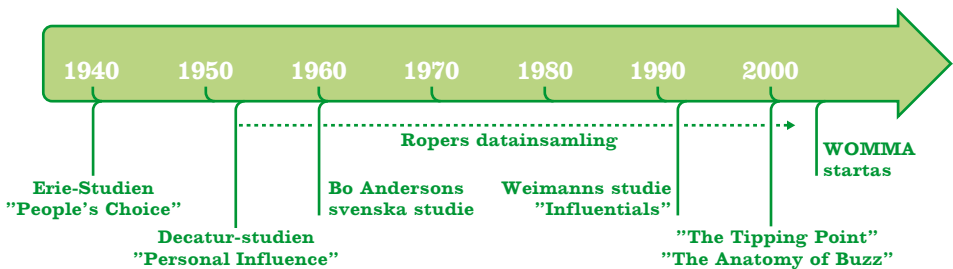 1940 1950 1960 1970 1980 1990 2000
Ropers datainsamling
WOMMA
startas
Erie-Studien
”People’s Choice”
Bo Andersons
svenska studie
Weimanns studie
”Influentials”
Decatur-studien
”Personal Influence”
”The Tipping Point”
”The Anatomy of Buzz”